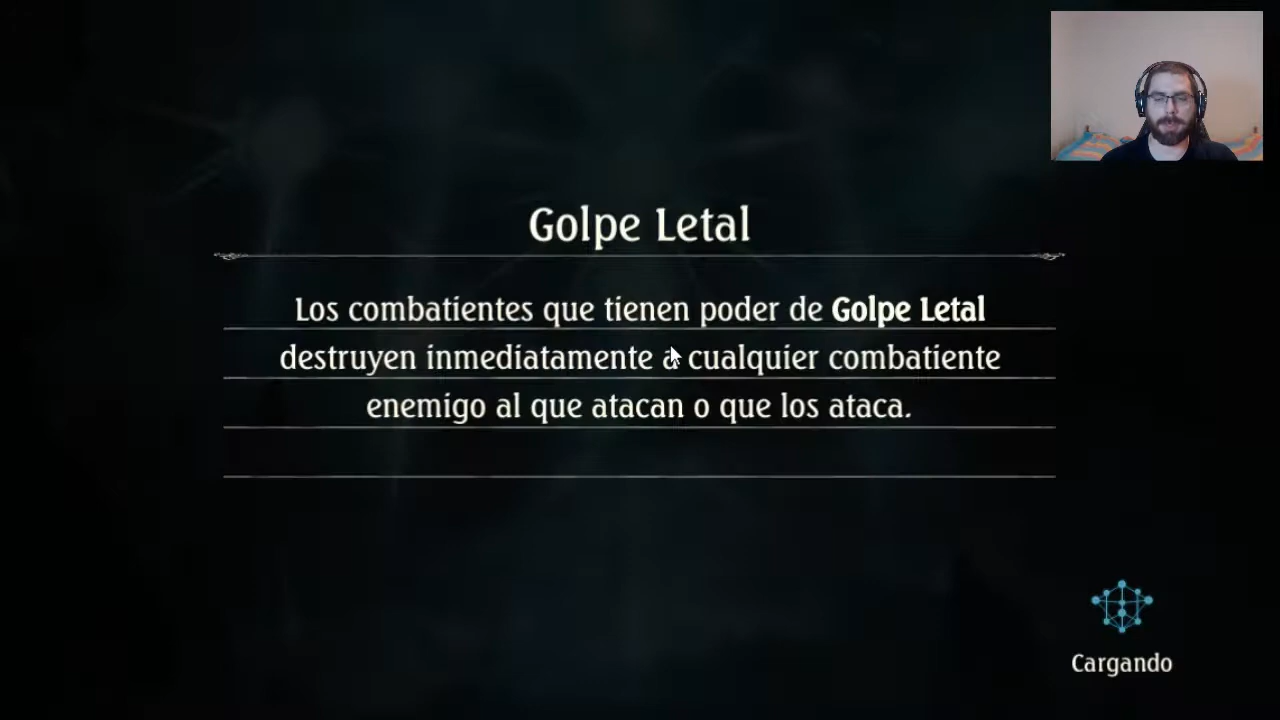 Golpe Letal
Los combatientes que tienen poder de Golpe Letal
destruyen inmediatamente a cualquier combatiente
enemigo al que atacan o que los ataca.
Cargando